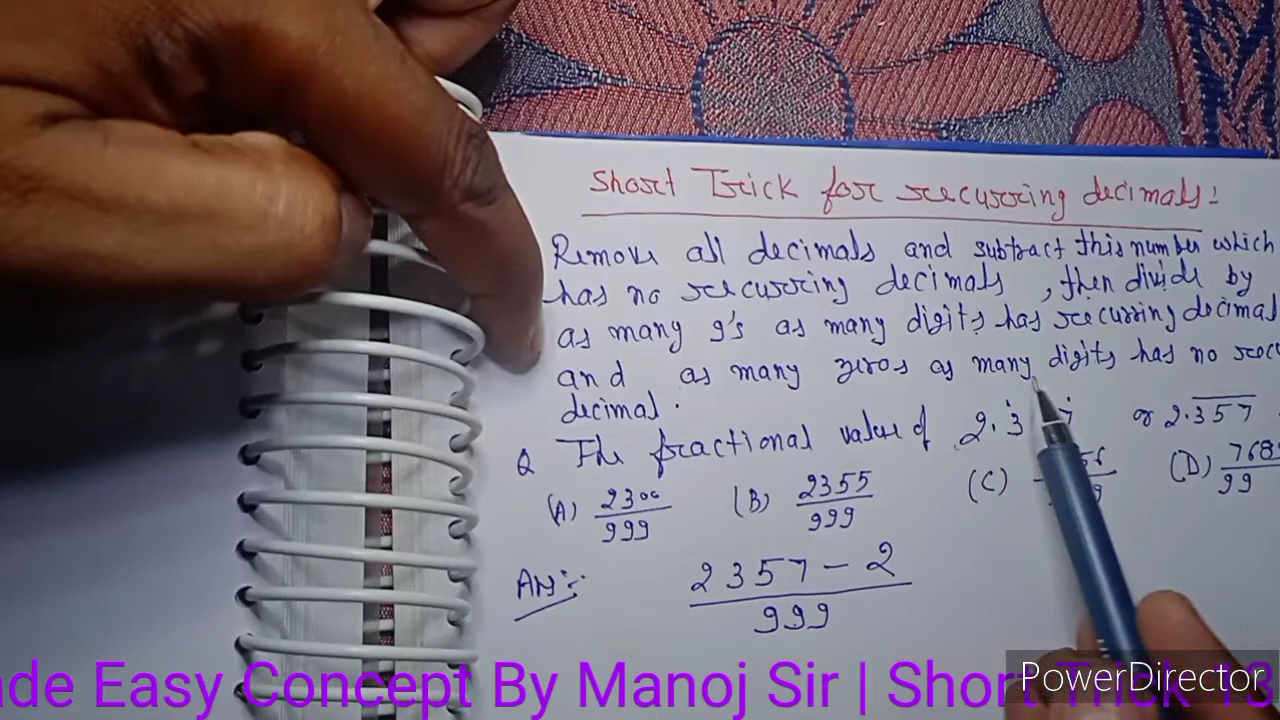 Short Trick for recurring decimals :
Remove all decimals and subtract this number which
has no recurring decimals , then divide by
as many 9's as many digits has recurring decimal
and as many zeros as many digits has no
decimal .
Q The fractional value of 2.3 7 or 2.357
(A) 2300/999 (B) 2355/999 (C) (D) 99
Ans :- 2357 - 2 / 999
Easy Concept By Manoj Sir | Short Trick
PowerDirector